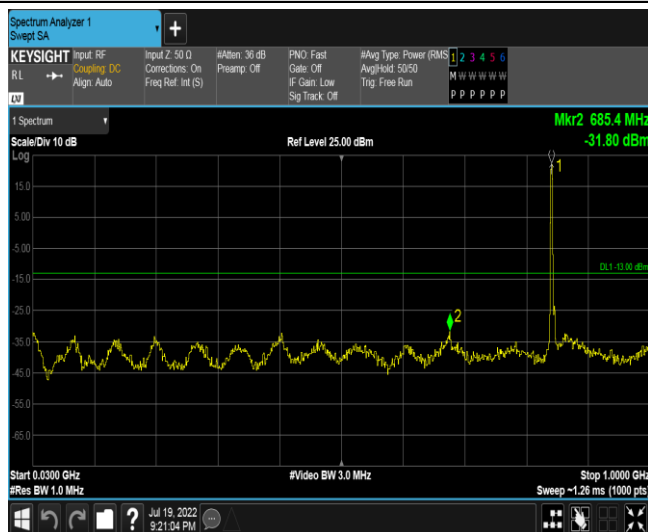 Spectrum Analyzer 1
Swept SA
+
KEYSIGHT
RL
LXI
Input: RF
Coupling: DC
Align: Auto
Input Z: 50 Ω
Corrections: On
Freq Ref: Int (S)
#Atten: 36 dB
Preamp: Off
PNO: Fast
Gate: Off
IF Gain: Low
Sig Track: Off
#Avg Type: Power (RMS
Avg|Hold: 50/50
Trig: Free Run
1 2 3 4 5 6
M W W W W W
P P P P P P
1 Spectrum
Scale/Div 10 dB
Log
Ref Level 25.00 dBm
Mkr2 685.4 MHz
-31.80 dBm
1
15.0
5.00
-5.00
DL1 -13.00 dBm
-15.0
2
-25.0
-35.0
-45.0
-55.0
-65.0
Start 0.0300 GHz
#Res BW 1.0 MHz
#Video BW 3.0 MHz
Stop 1.0000 GHz
Sweep ~1.26 ms (1000 pts)
?
Jul 19, 2022
9:21:04 PM